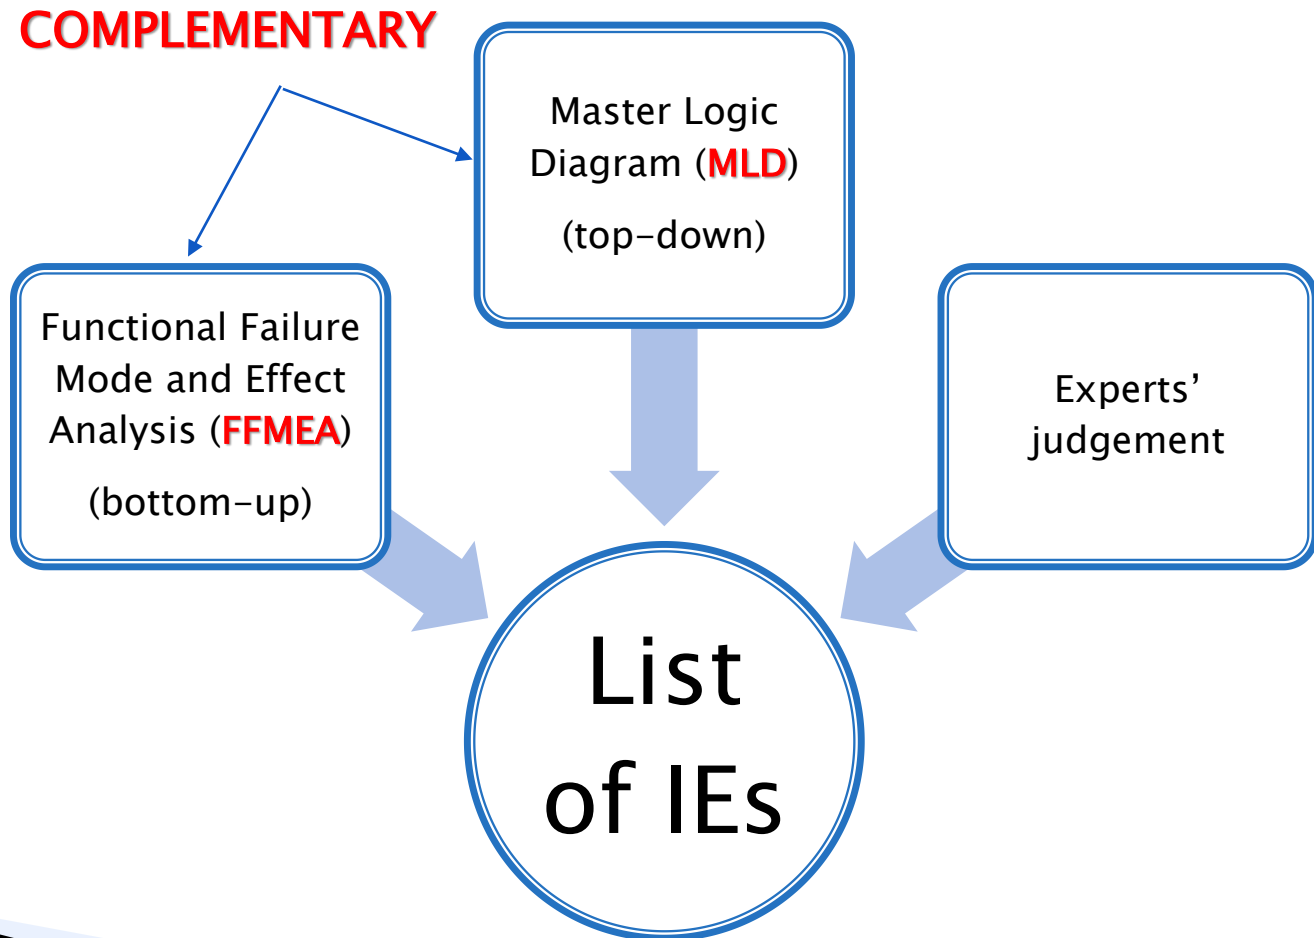 COMPLEMENTARY
Master Logic
Diagram (MLD)
(top-down)
Functional Failure
Mode and Effect
Analysis (FFMEA)
(bottom-up)
Experts’
judgement
List
of IEs